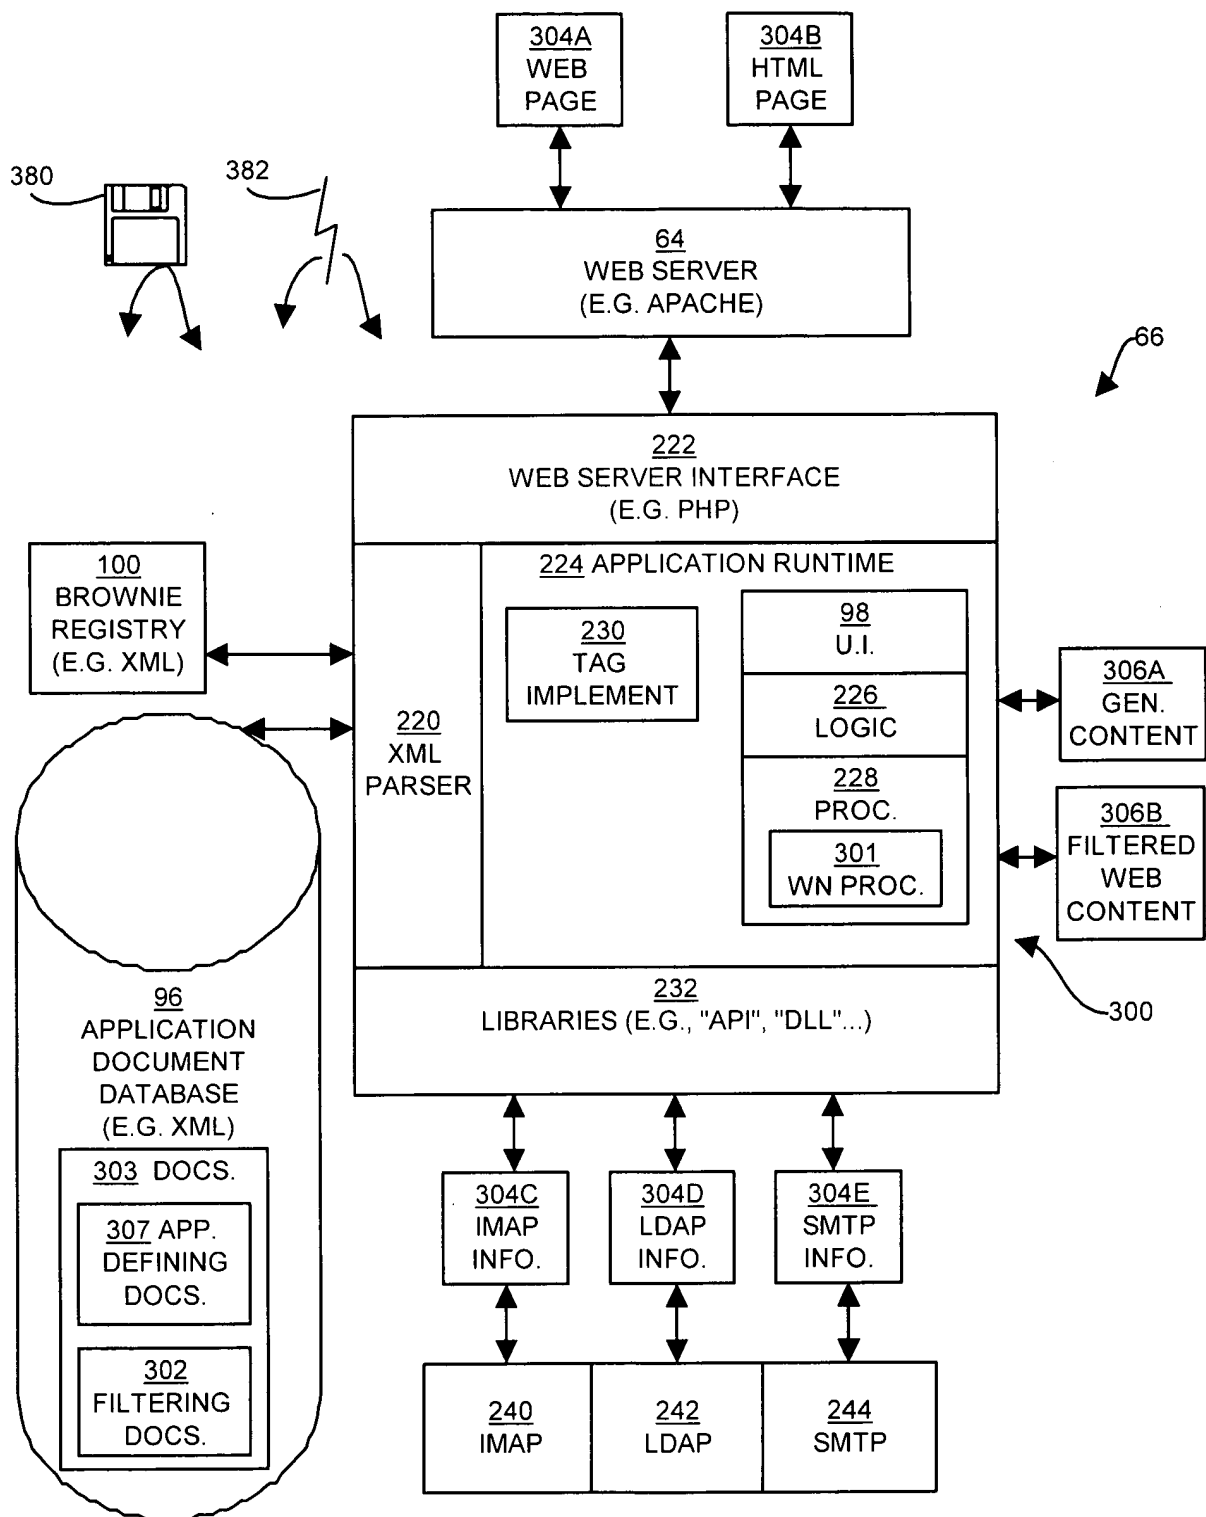 304A
WEB
PAGE
304B
HTML
PAGE
380
382
64
WEB SERVER
(E.G. APACHE)
66
222
WEB SERVER INTERFACE
(E.G. PHP)
100
BROWNIE
REGISTRY
(E.G. XML)
224 APPLICATION RUNTIME
230
TAG
IMPLEMENT
98
U.I.
226
LOGIC
228
PROC.
301
WN PROC.
220
XML
PARSER
306A
GEN.
CONTENT
306B
FILTERED
WEB
CONTENT
300
232
LIBRARIES (E.G., "API", "DLL"...)
96
APPLICATION
DOCUMENT
DATABASE
(E.G. XML)
303 DOCS.
307 APP.
DEFINING
DOCS.
302
FILTERING
DOCS.
304C
IMAP
INFO.
304D
LDAP
INFO.
304E
SMTP
INFO.
240
IMAP
242
LDAP
244
SMTP